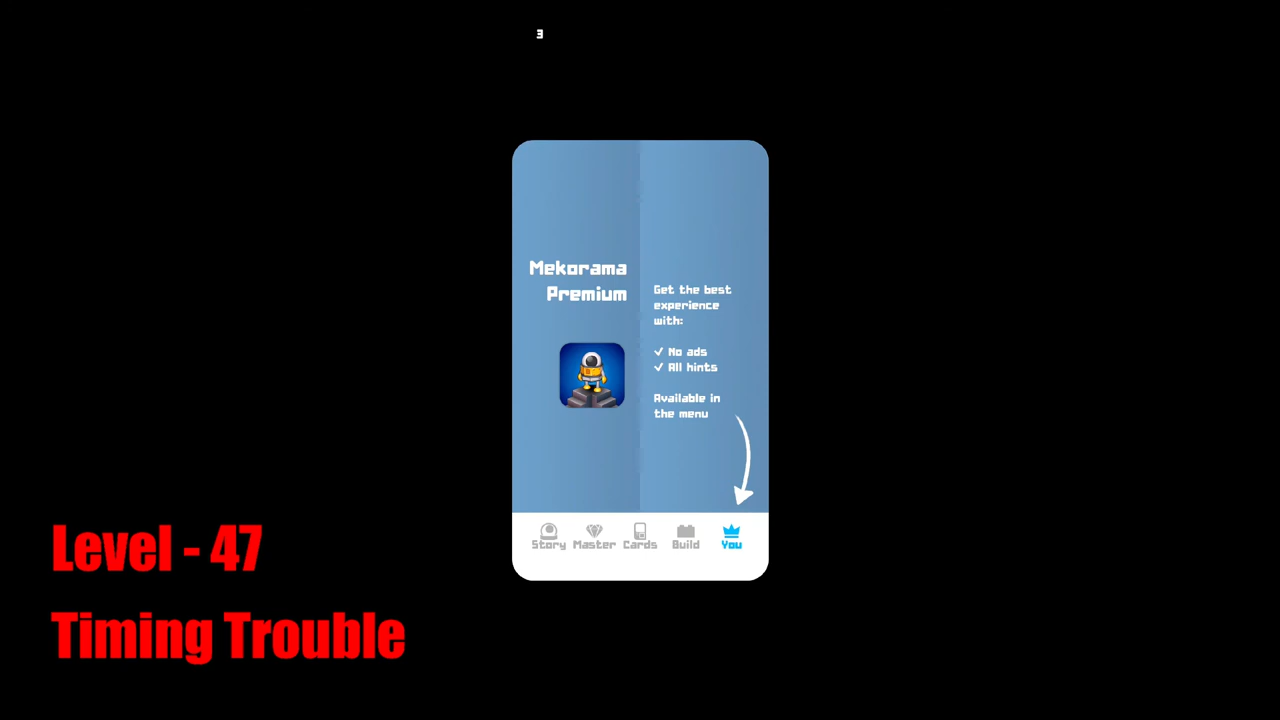 3
Mekorama
Premium
Get the best
experience
with:
✓ No ads
✓ All hints
Available in
the menu
Story Master Cards Build You
Level - 47
Timing Trouble